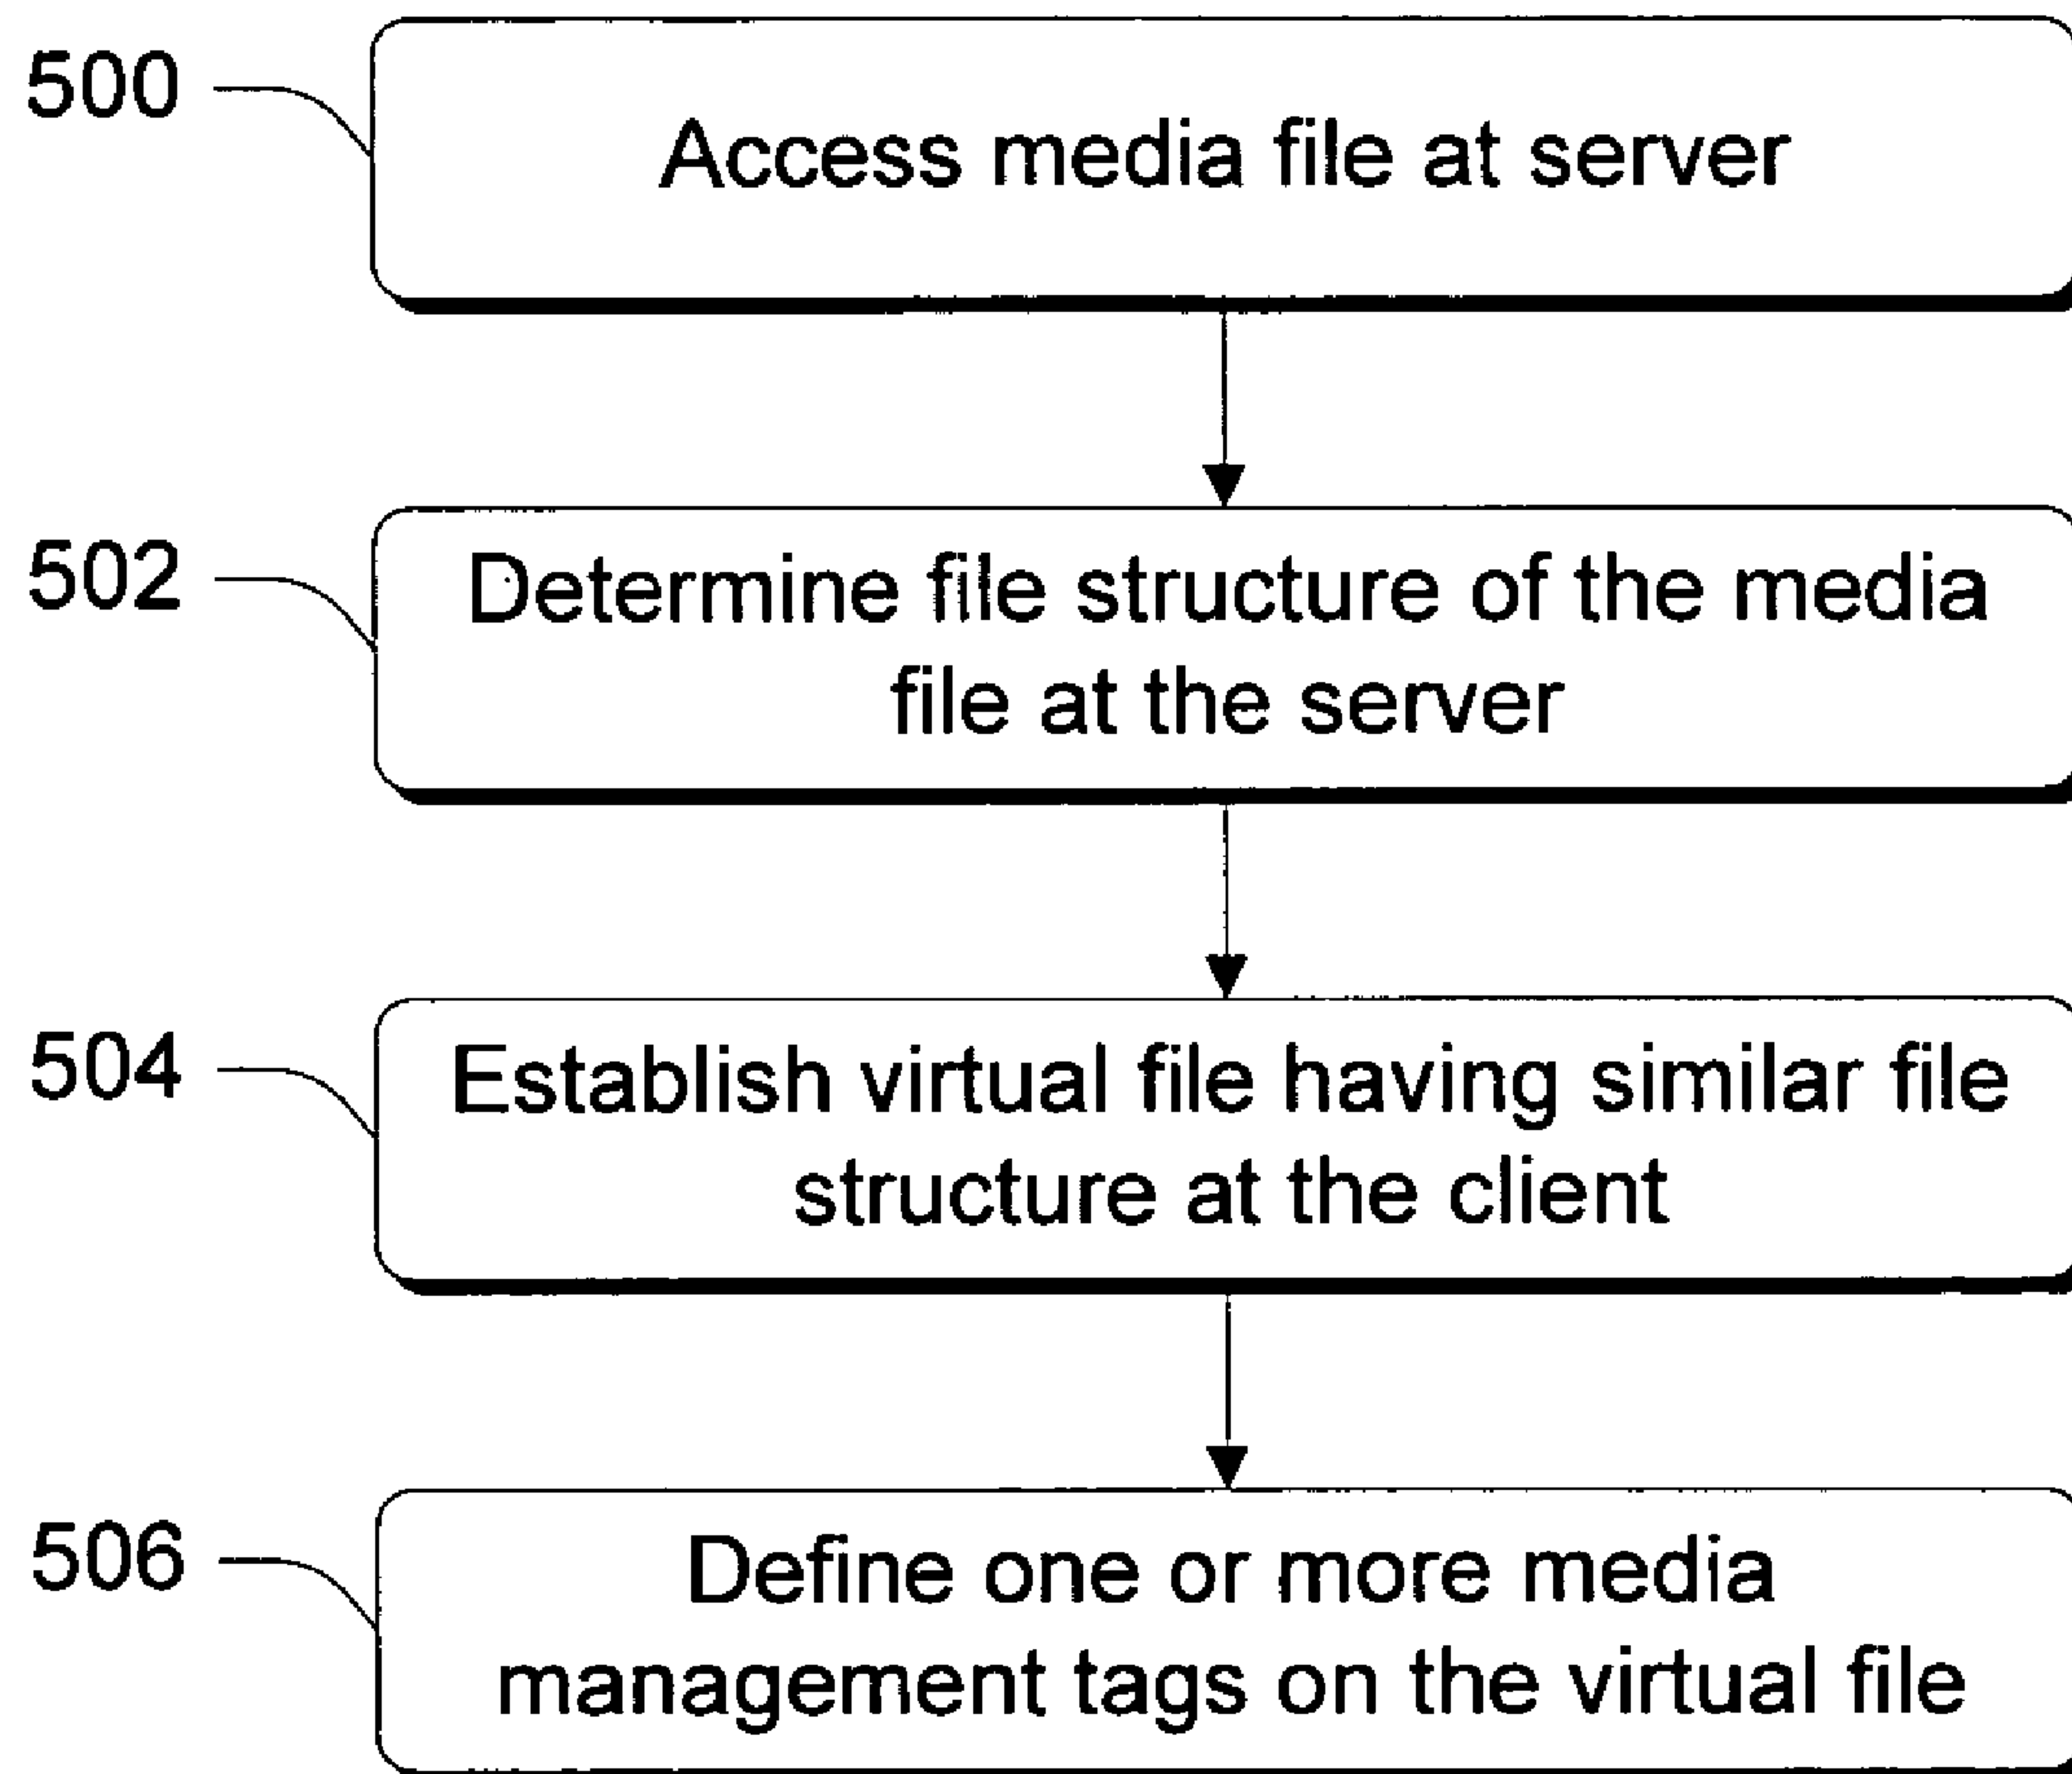 500
Access media file at server
502
Determine file structure of the media
file at the server
504
Establish virtual file having similar file
structure at the client
506
Define one or more media
management tags on the virtual file